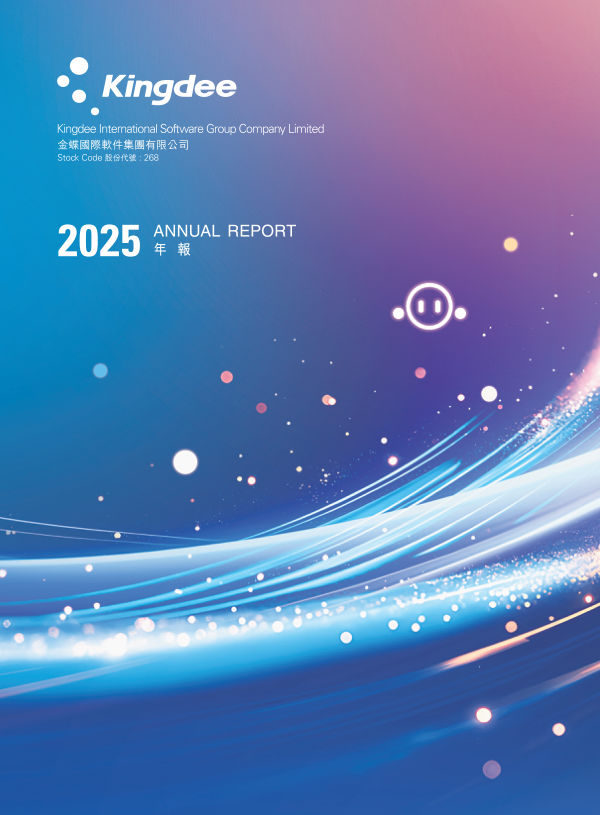 Kingdee
Kingdee International Software Group Company Limited
金蝶國際軟件集團有限公司
Stock Code 股份代號 : 268
2025 ANNUAL REPORT
年 報